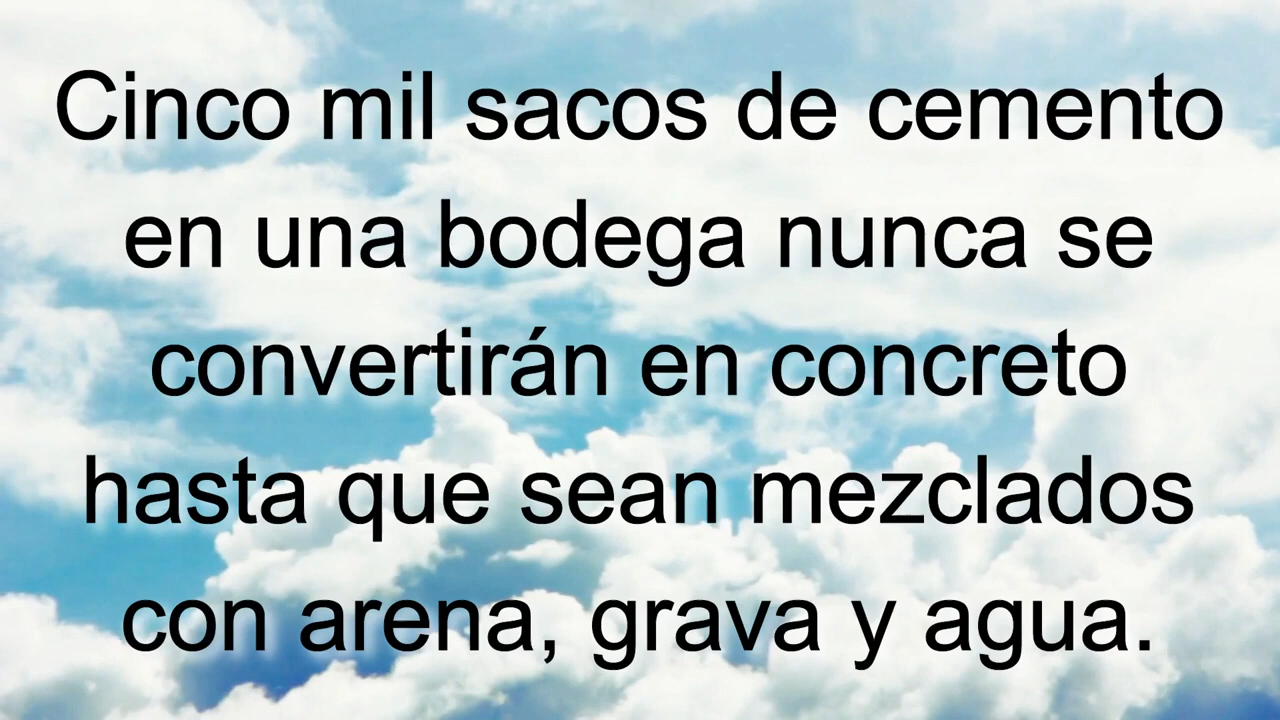 Cinco mil sacos de cemento
en una bodega nunca se
convertirán en concreto
hasta que sean mezclados
con arena, grava y agua.